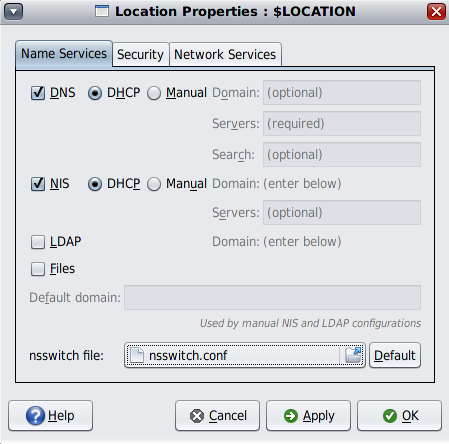 Location Properties : $LOCATION
Name Services Security Network Services
DNS DHCP Manual Domain: (optional)
Servers: (required)
Search: (optional)
NIS DHCP Manual Domain: (enter below)
Servers: (optional)
LDAP Domain: (enter below)
Files
Default domain:
Used by manual NIS and LDAP configurations
nsswitch file: nsswitch.conf Default
Help Cancel Apply OK